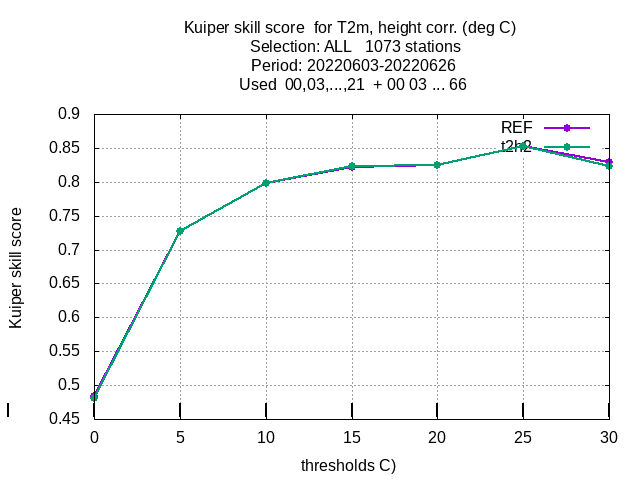 Kuiper skill score  for T2m, height corr. (deg C)
Selection: ALL   1073 stations
Period: 20220603-20220626
Used  00,03,...,21  + 00 03 ... 66
REF
t2h2
0.9
0.85
0.8
0.75
0.7
0.65
0.6
0.55
0.5
0.45
Kuiper skill score
0 5 10 15 20 25 30
thresholds C)